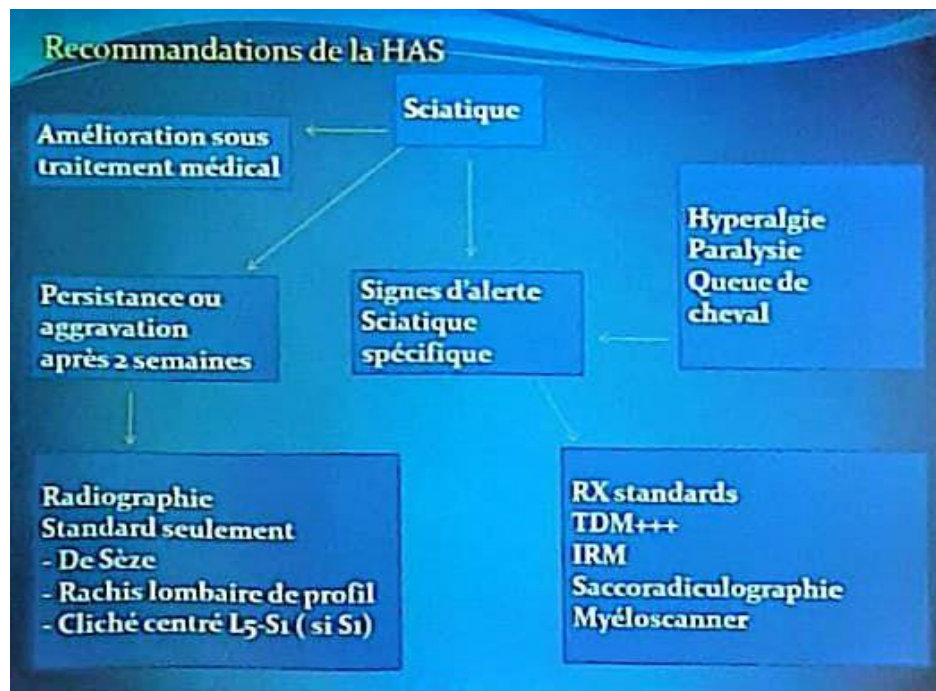 Recommandations de la HAS
Sciatique
Amélioration sous
traitement médical
Hyperalgie
Paralysie
Queue de
cheval
Persistance ou
aggravation
après 2 semaines
Signes d'alerte
Sciatique
spécifique
Radiographie
Standard seulement
- De Sèze
- Rachis lombaire de profil
- Cliché centré L5-S1 ( si S1)
RX standards
TDM+++
IRM
Saccoradiculographie
Myéloscanner